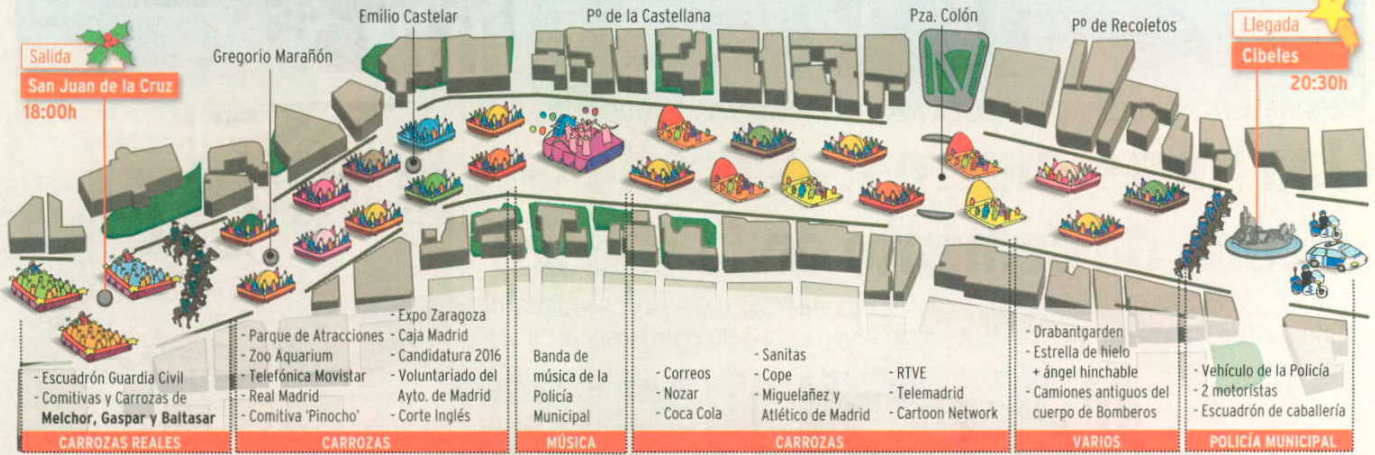 Emilio Castelar
Pº de la Castellana
Pza. Colón
Pº de Recoletos
Salida
San Juan de la Cruz
18:00h
Gregorio Marañón
Llegada
Cibeles
20:30h
- Escuadrón Guardia Civil
- Comitivas y Carrozas de
Melchor, Gaspar y Baltasar
CARROZAS REALES
- Parque de Atracciones
- Zoo Aquarium
- Telefónica Movistar
- Real Madrid
- Comitiva 'Pinocho'
- Expo Zaragoza
- Caja Madrid
- Candidatura 2016
- Voluntariado del
Ayto. de Madrid
- Corte Inglés
CARROZAS
Banda de
música de la
Policía
Municipal
MÚSICA
- Correos
- Nozar
- Coca Cola
- Sanitas
- Cope
- Miguelañez y
Atlético de Madrid
- RTVE
- Telemadrid
- Cartoon Network
CARROZAS
- Drabantgarden
- Estrella de hielo
+ ángel hinchable
- Camiones antiguos del
cuerpo de Bomberos
VARIOS
- Vehículo de la Policía
- 2 motoristas
- Escuadrón de caballería
POLICÍA MUNICIPAL